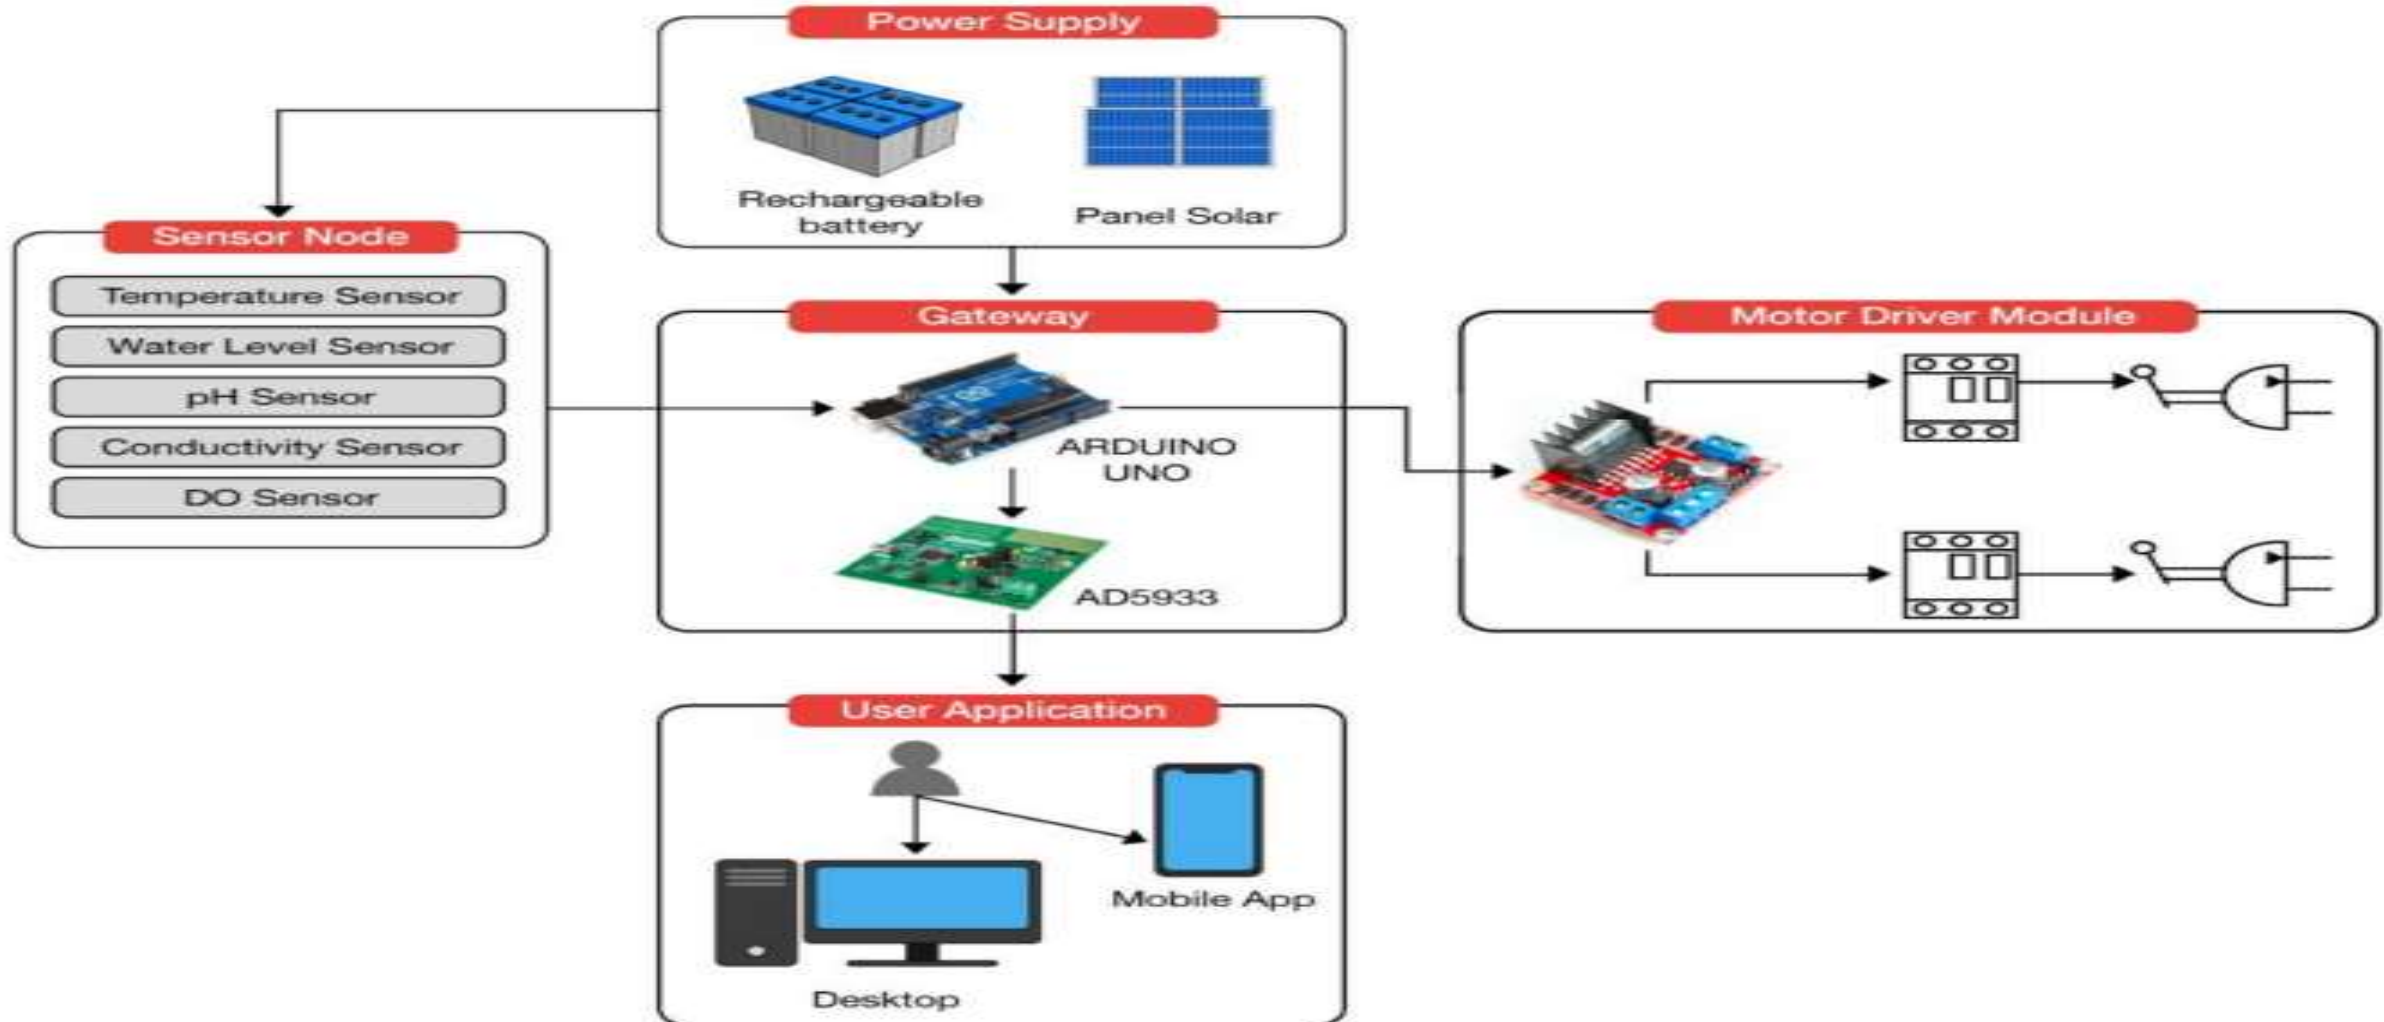 Power Supply
Rechargeable
battery
Panel Solar
Sensor Node
Temperature Sensor
Water Level Sensor
pH Sensor
Conductivity Sensor
DO Sensor
Gateway
ARDUINO
UNO
AD5933
Motor Driver Module
User Application
Mobile App
Desktop